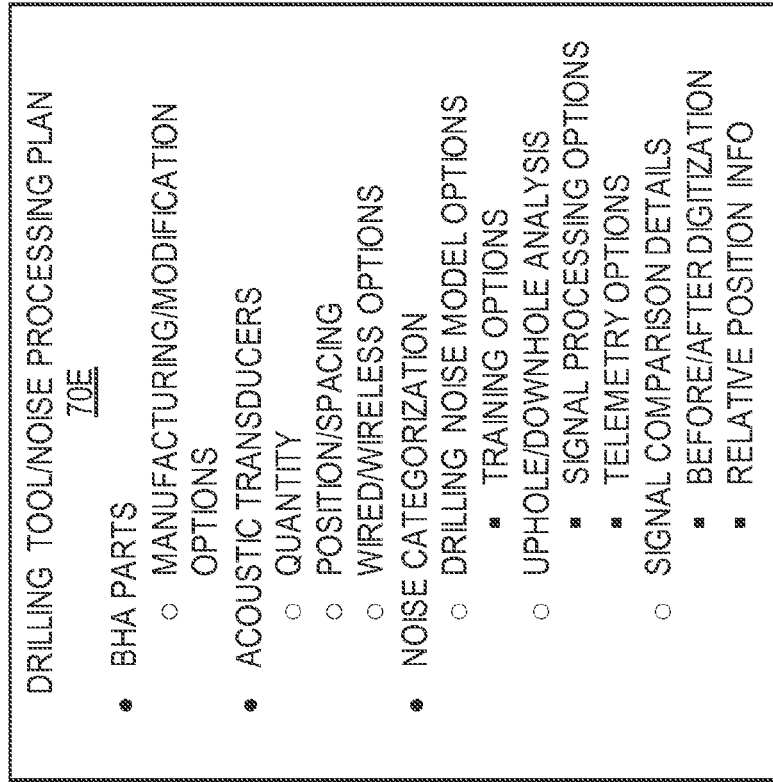 DRILLING TOOL/NOISE PROCESSING PLAN
70E
• BHA PARTS
○ MANUFACTURING/MODIFICATION
OPTIONS
• ACOUSTIC TRANSDUCERS
○ QUANTITY
○ POSITION/SPACING
○ WIRED/WIRELESS OPTIONS
• NOISE CATEGORIZATION
○ DRILLING NOISE MODEL OPTIONS
▪ TRAINING OPTIONS
○ UPHOLE/DOWNHOLE ANALYSIS
▪ SIGNAL PROCESSING OPTIONS
▪ TELEMETRY OPTIONS
○ SIGNAL COMPARISON DETAILS
▪ BEFORE/AFTER DIGITIZATION
▪ RELATIVE POSITION INFO